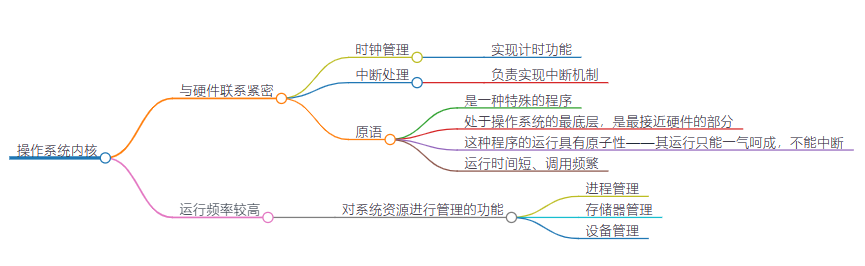 操作系统内核
与硬件联系紧密
时钟管理
实现计时功能
中断处理
负责实现中断机制
原语
是一种特殊的程序
处于操作系统的最底层，是最接近硬件的部分
这种程序的运行具有原子性——其运行只能一气呵成，不能中断
运行时间短、调用频繁
运行频率较高
对系统资源进行管理的功能
进程管理
存储器管理
设备管理